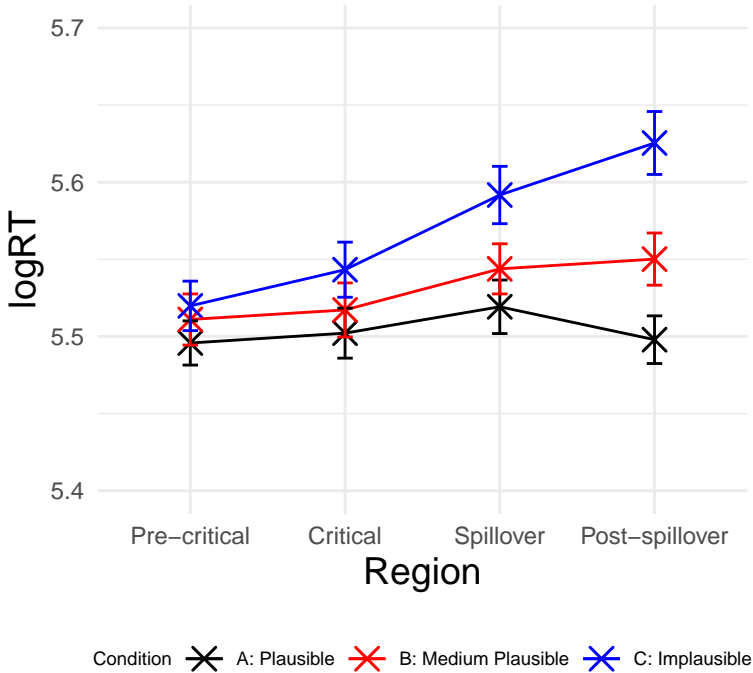 5.7
5.6
5.5
5.4
logRT
Pre−critical Critical Spillover Post−spillover
Region
Condition A: Plausible B: Medium Plausible C: Implausible